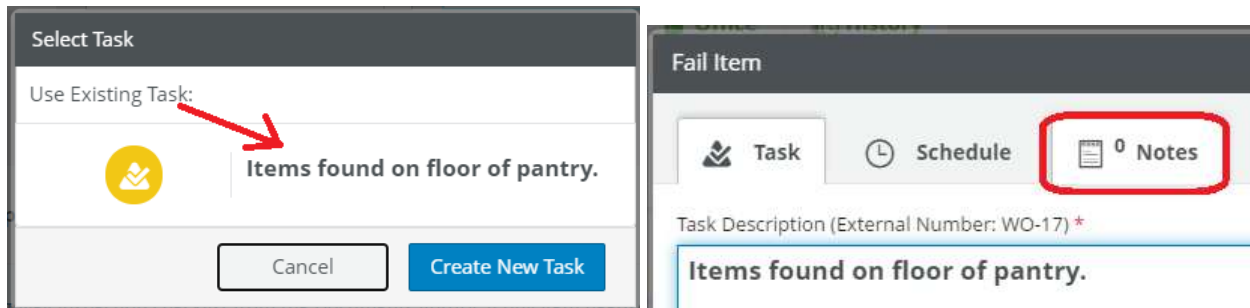 Select Task
Use Existing Task:
Items found on floor of pantry.
Cancel
Create New Task
Fail Item
Task
Schedule
0 Notes
Task Description (External Number: WO-17) *
Items found on floor of pantry.